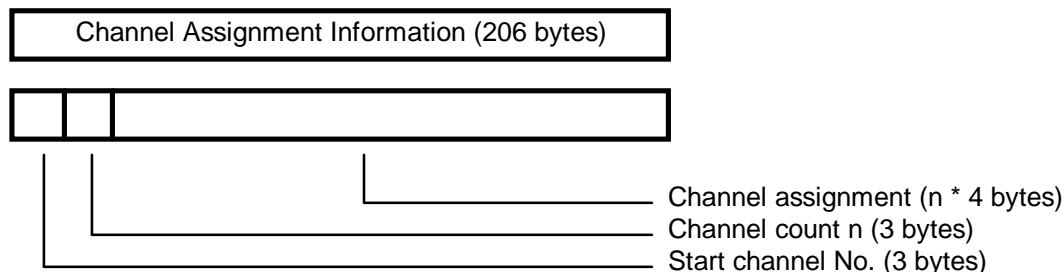 Channel Assignment Information (206 bytes)
Channel assignment (n * 4 bytes)
Channel count n (3 bytes)
Start channel No. (3 bytes)